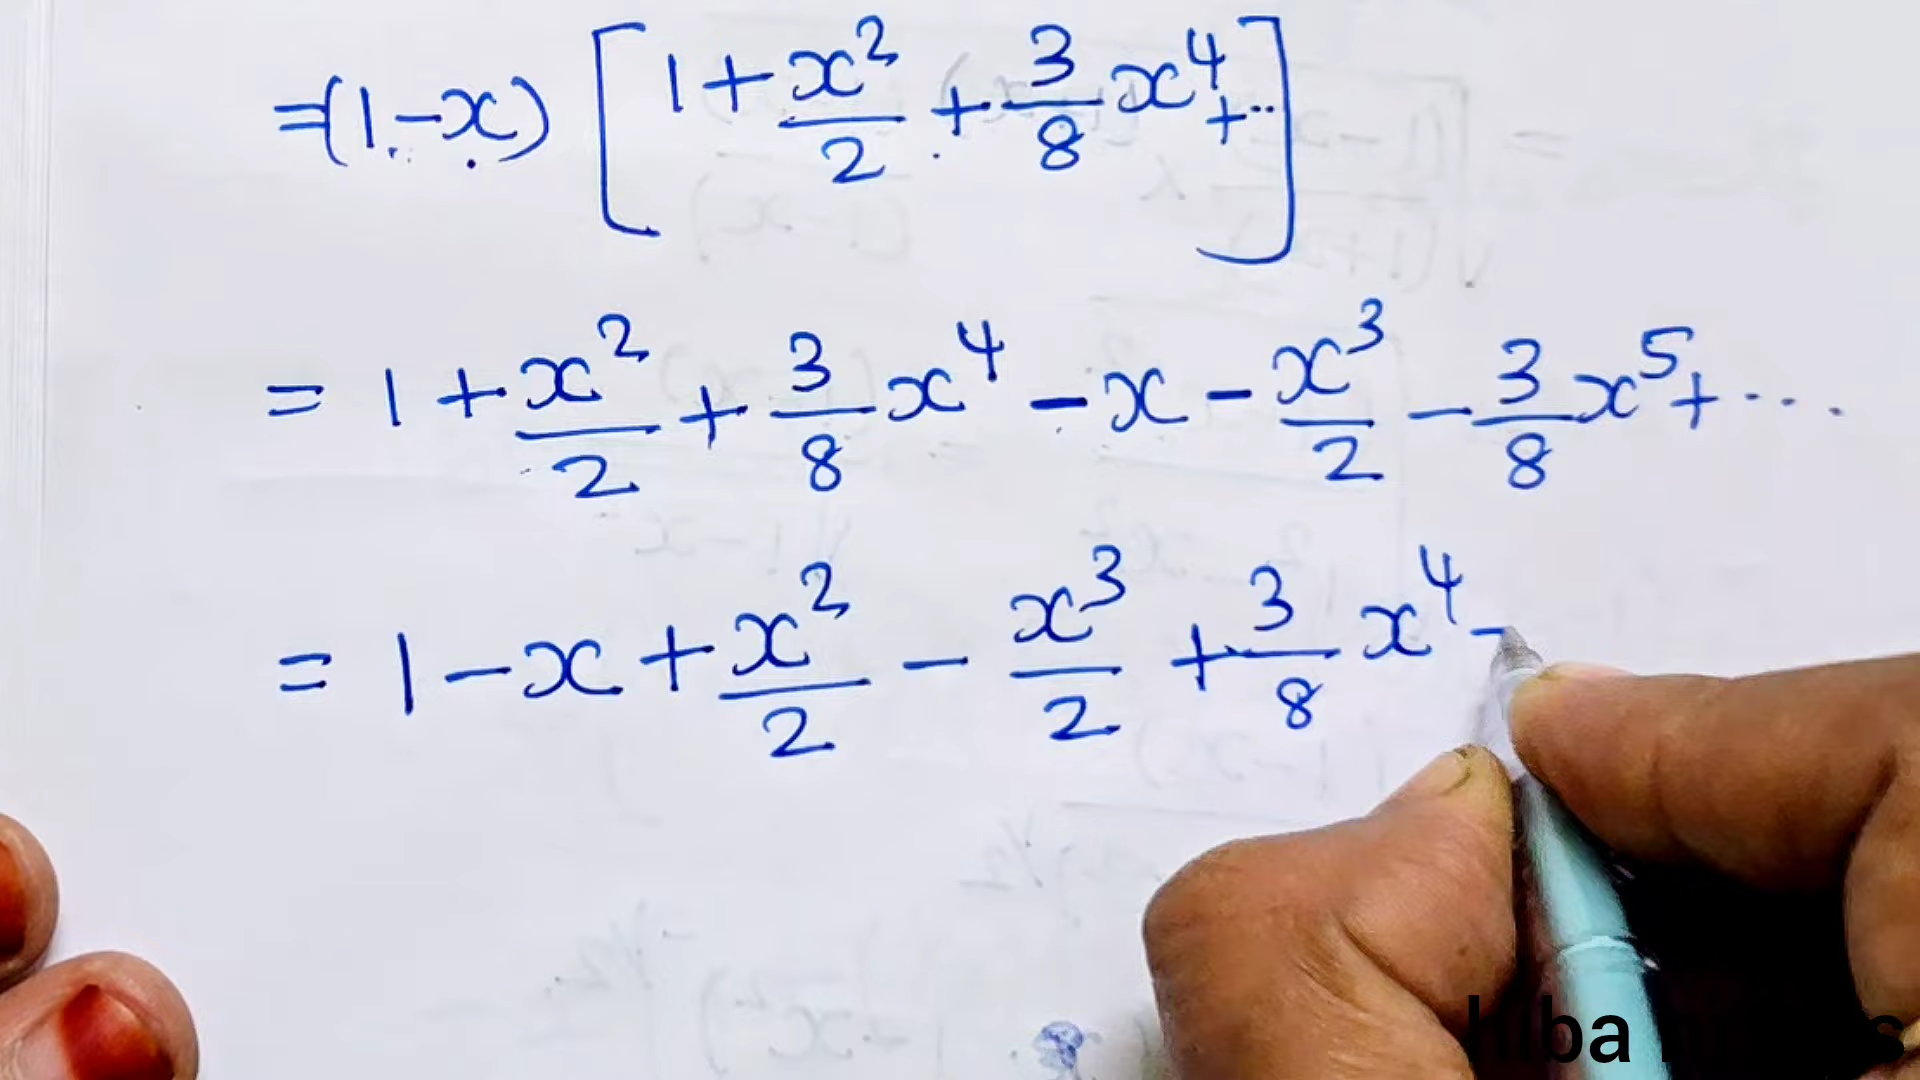 =(1-x) [1 + x²/2 + 3/8 x⁴ + ..]
= 1 + x²/2 + 3/8 x⁴ - x - x³/2 - 3/8 x⁵ + ....
= 1 - x + x²/2 - x³/2 + 3/8 x⁴ -
hiba